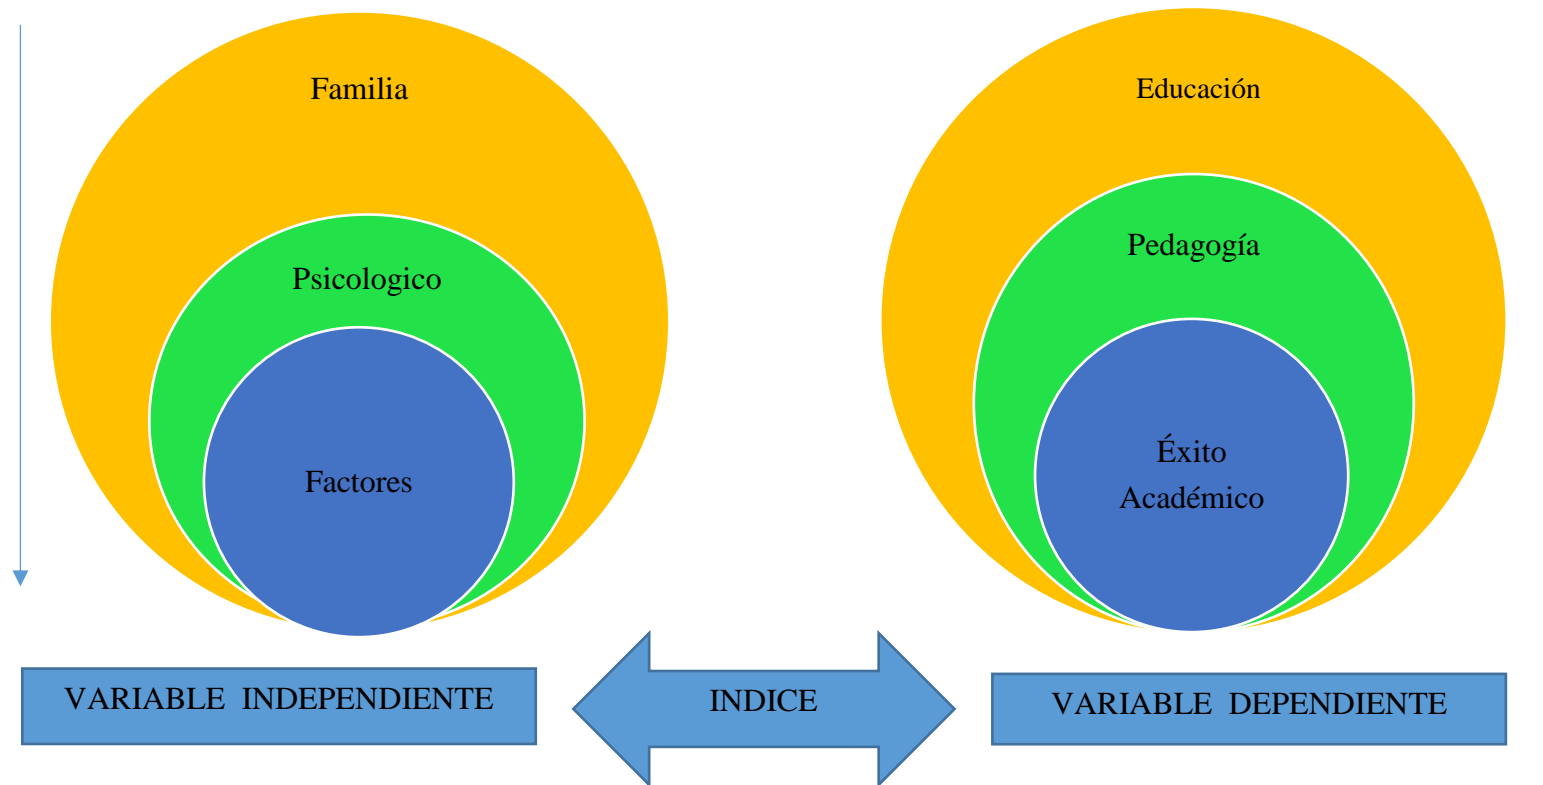 Familia
Psicologico
Factores
Educación
Pedagogía
Éxito
Académico
VARIABLE  INDEPENDIENTE
INDICE
VARIABLE  DEPENDIENTE